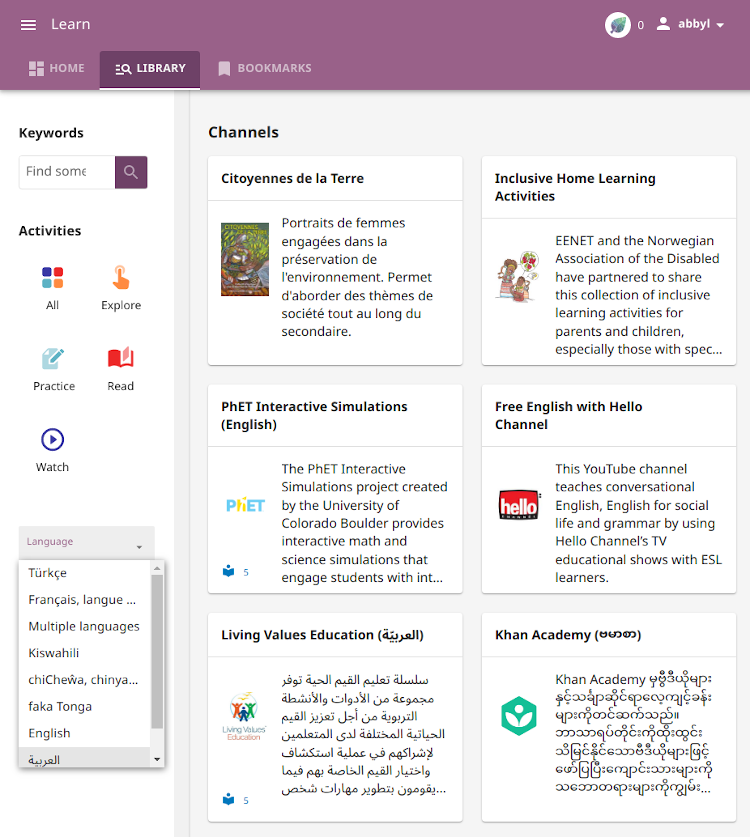 Learn
0
abbyl
HOME
LIBRARY
BOOKMARKS
Keywords
Find some
Activities
All
Explore
Practice
Read
Watch
Language
Türkçe
Français, langue ...
Multiple languages
Kiswahili
chiCheŵa, chinya...
faka Tonga
English
العربية
Channels
Citoyennes de la Terre
Portraits de femmes
engagées dans la
préservation de
l'environnement. Permet
d'aborder des thèmes de
société tout au long du
secondaire.
Inclusive Home Learning
Activities
EENET and the Norwegian
Association of the Disabled
have partnered to share
this collection of inclusive
learning activities for
parents and children,
especially those with spec...
PhET Interactive Simulations
(English)
PhET
The PhET Interactive
Simulations project created
by the University of
Colorado Boulder provides
interactive math and
science simulations that
engage students with int...
5
Free English with Hello
Channel
hello
CHANNEL
This YouTube channel
teaches conversational
English, English for social
life and grammar by using
Hello Channel's TV
educational shows with ESL
learners.
Living Values Education (العربيّة)
Living Values
Education
سلسلة تعليم القيم الحية توفر
مجموعة من الأدوات والأنشطة
التربوية من أجل تعزيز القيم
الحياتية المختلفة لدى المتعلمين
لإشراكهم في عملية استكشاف
واختيار القيم الخاصة بهم فيما
يقومون بتطوير مهارات شخص...
5
Khan Academy (ဗမာစာ)
Khan Academy မှဗွီဒီယိုများ
နှင့်သင်္ချာဆိုင်ရာလေ့ကျင့်ခန်း
များကိုတင်ဆက်သည်။
ဘာသာရပ်တိုင်းကိုထိုးထွင်း
သိမြင်နိုင်သောဗီဒီယိုများဖြင့်
ဖော်ပြပြီးကျောင်းသားများကို
သဘောတရားများကိုကျွမ်း...